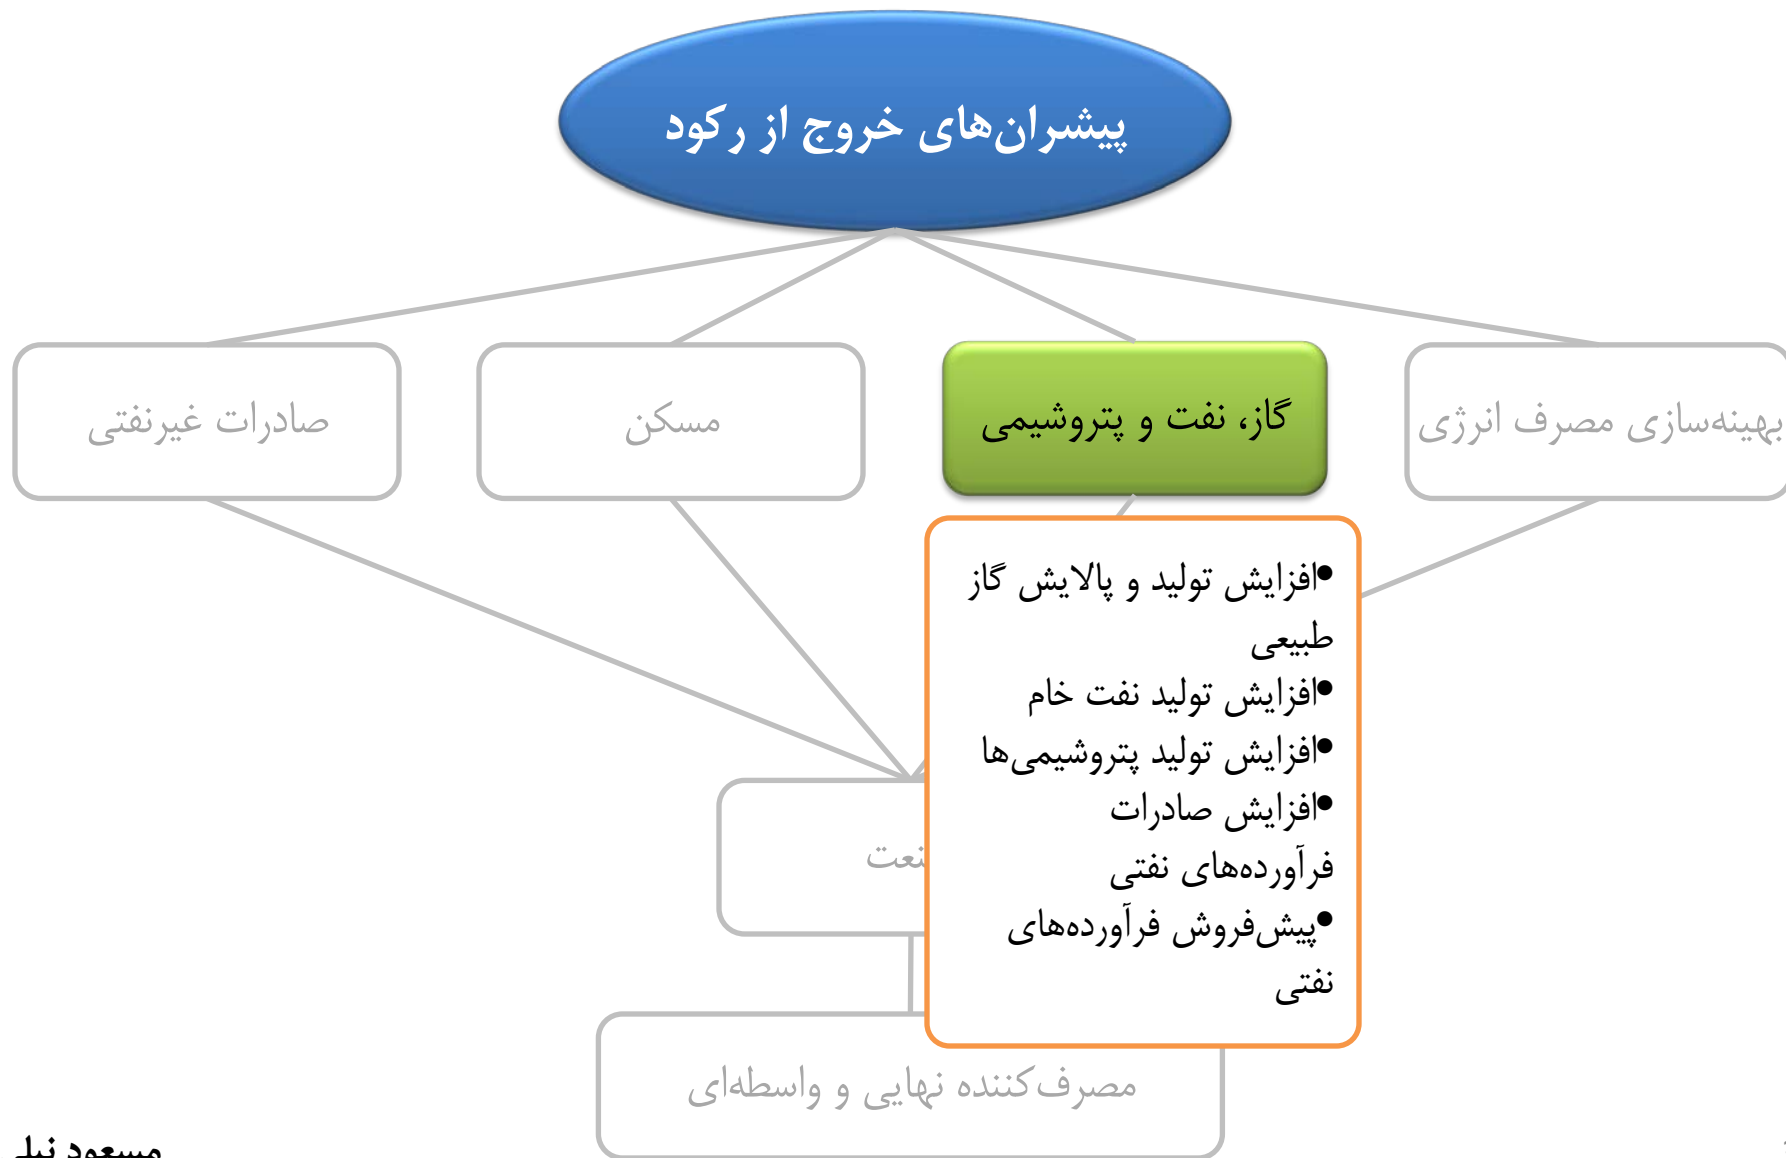 پیشران‌های خروج از رکود
بهینه‌سازی مصرف انرژی
گاز، نفت و پتروشیمی
مسکن
صادرات غیرنفتی
•افزایش تولید و پالایش گاز
طبیعی
•افزایش تولید نفت خام
•افزایش تولید پتروشیمی‌ها
•افزایش صادرات
فرآورده‌های نفتی
•پیش‌فروش فرآورده‌های
نفتی
مصرف‌کننده نهایی و واسطه‌ای
مسعود